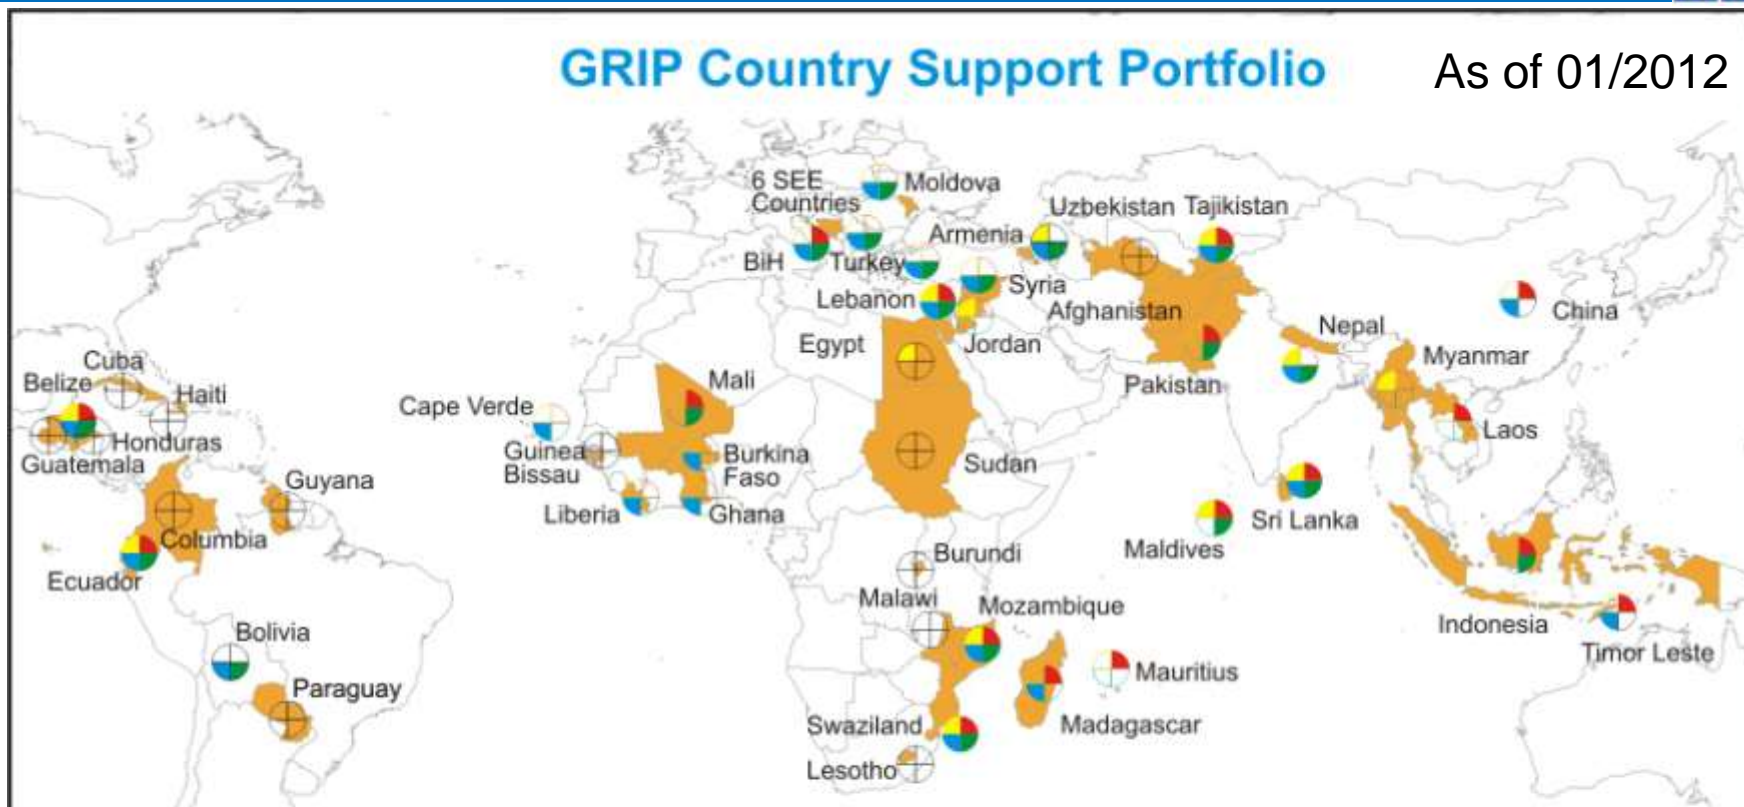 GRIP Country Support Portfolio
As of 01/2012
6 SEE
Countries
Moldova
Uzbekistan
Tajikistan
Armenia
BiH
Turkey
Syria
Lebanon
Afghanistan
China
Egypt
Jordan
Nepal
Myanmar
Cuba
Belize
Haiti
Mali
Pakistan
Cape Verde
Honduras
Guatemala
Guinea
Bissau
Burkina
Faso
Sudan
Laos
Guyana
Liberia
Ghana
Sri Lanka
Columbia
Maldives
Ecuador
Burundi
Malawi
Mozambique
Indonesia
Bolivia
Timor Leste
Mauritius
Paraguay
Swaziland
Madagascar
Lesotho